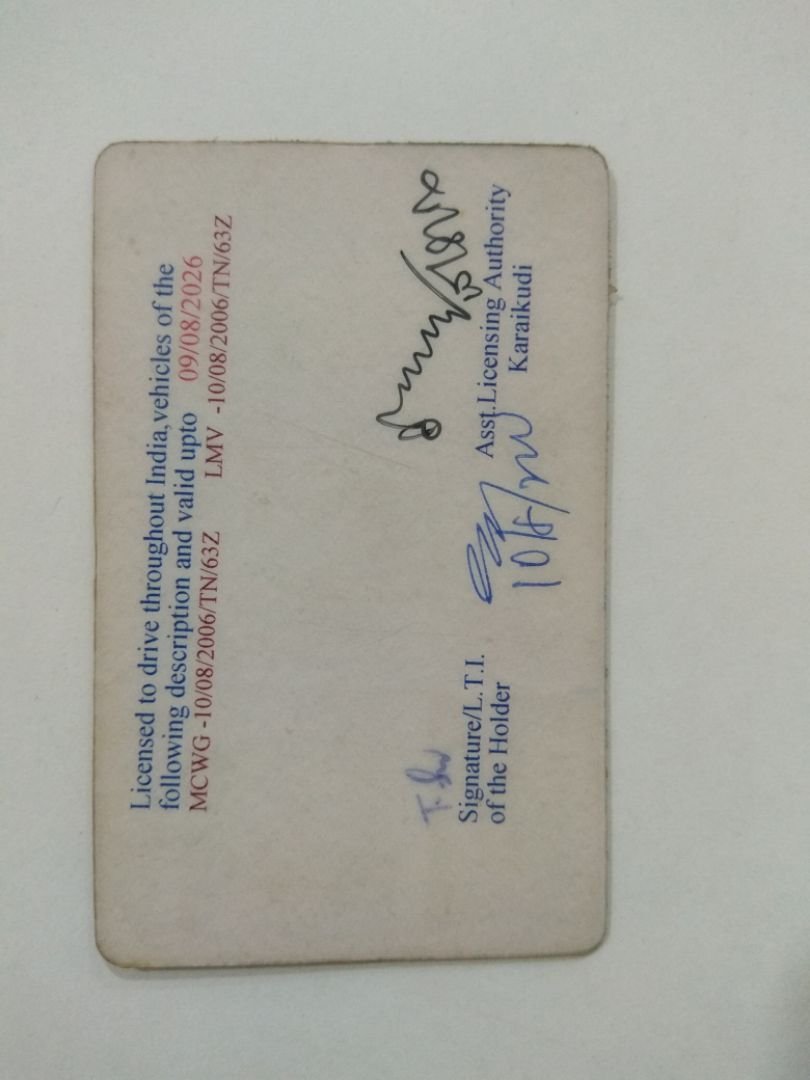 Licensed to drive throughout India,vehicles of the
following description and valid upto 09/08/2026
MCWG -10/08/2006/TN/63Z LMV -10/08/2006/TN/63Z
Signature/L.T.I.
of the Holder
Asst.Licensing Authority
Karaikudi